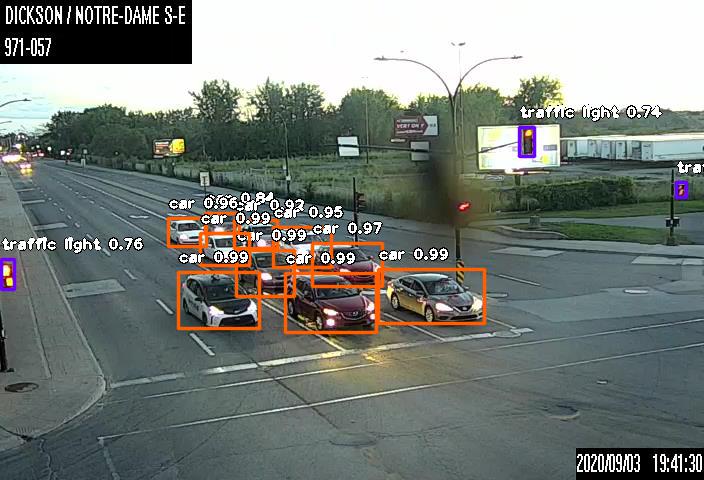 DICKSON / NOTRE-DAME S-E
971-057
traffic light 0.74
tra
car 0.96
0.84
0.92
car 0.99
car 0.95
car 0.97
car 0.99
traffic light 0.76
car 0.99
car 0.99
car 0.99
2020/09/03 19:41:30